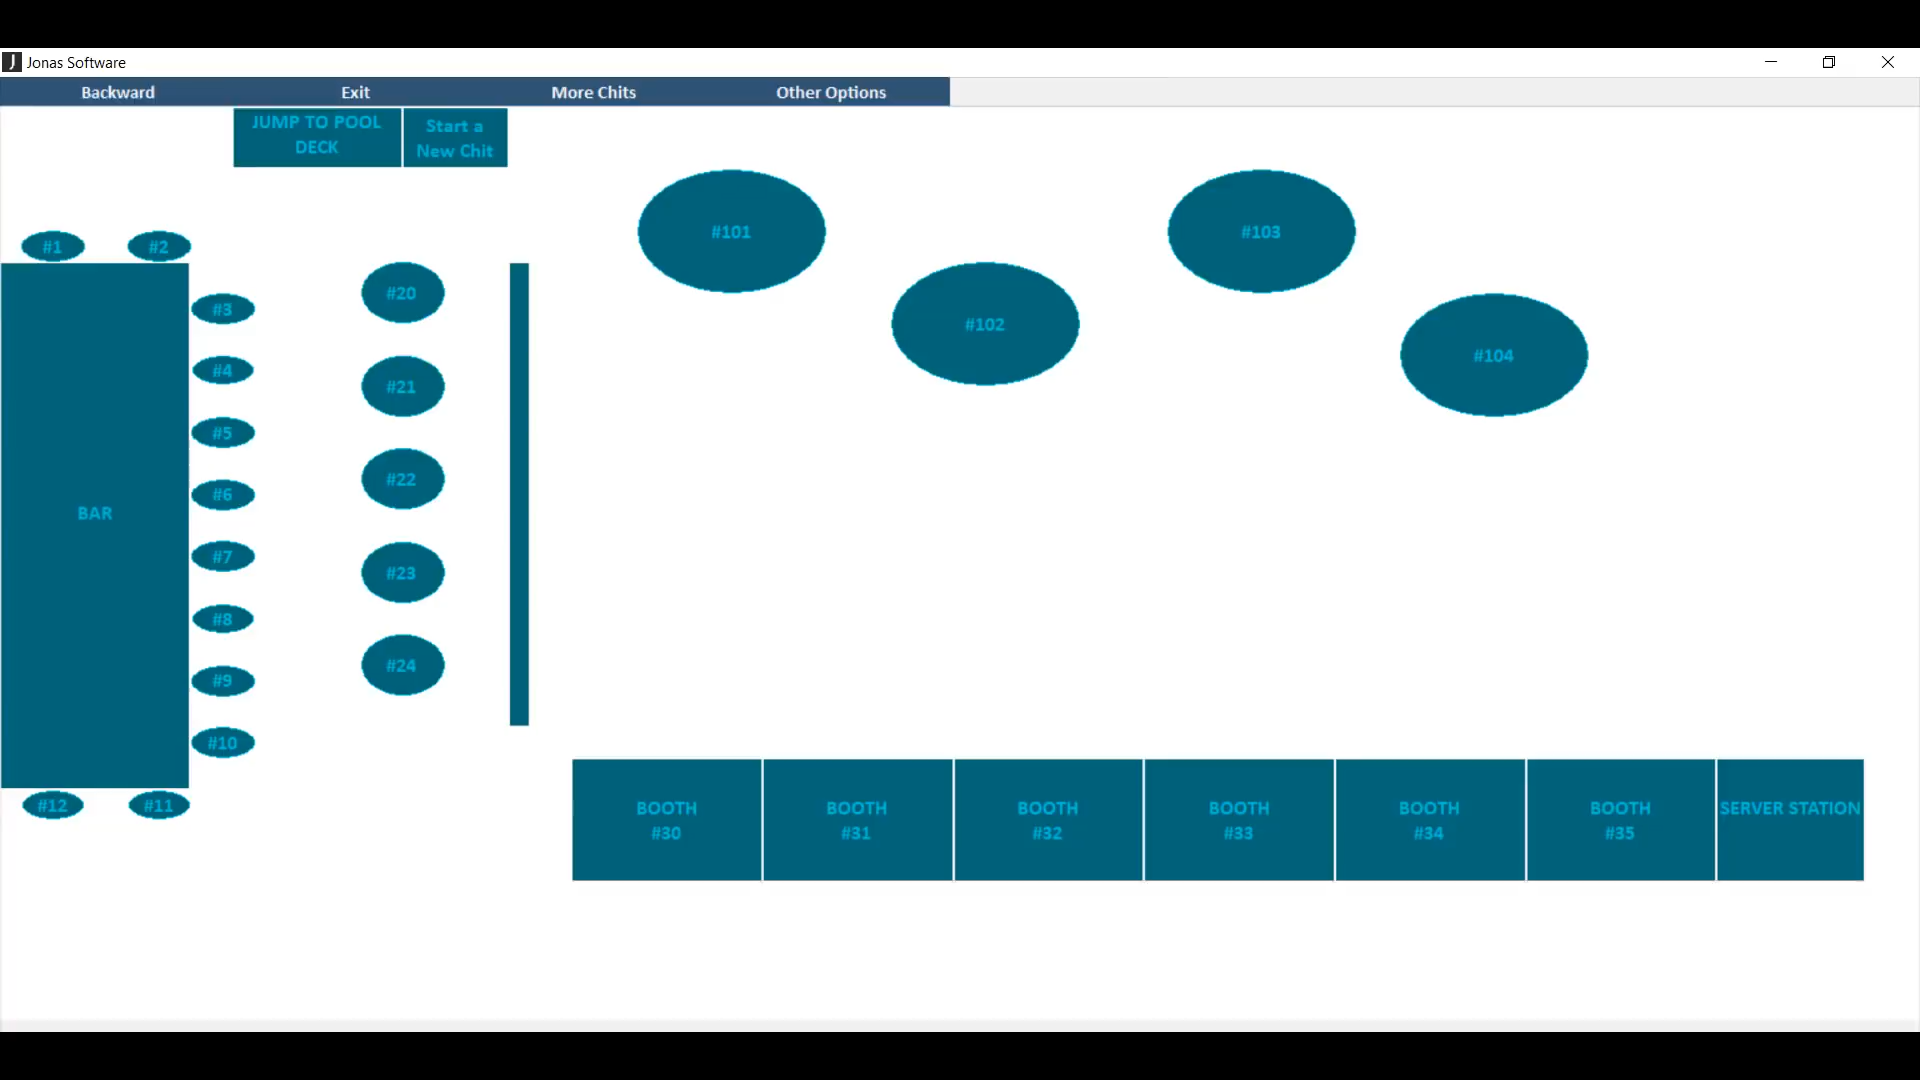 Jonas Software
Backward Exit More Chits Other Options
JUMP TO POOL
DECK
Start a
New Chit
#101
#103
#1 #2
#102
#3
#20
#104
#4
#21
#5
#22
#6
BAR
#7
#23
#8
#24
#9
#10
#12 #11
BOOTH
#30
BOOTH
#31
BOOTH
#32
BOOTH
#33
BOOTH
#34
BOOTH
#35
SERVER STATION